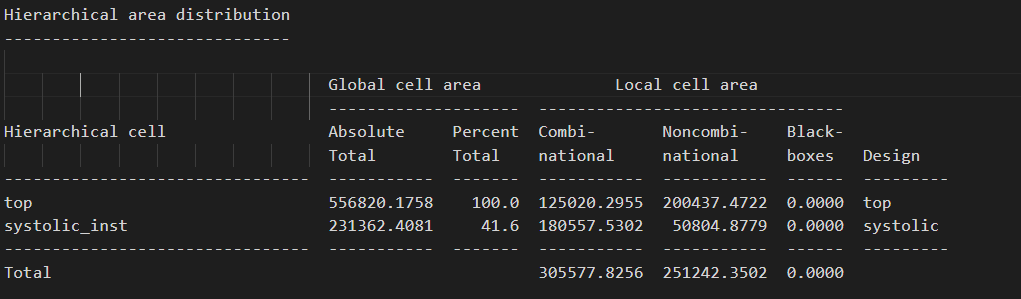 Hierarchical area distribution
------------------------------
Global cell area              Local cell area
--------------------  --------------------------------
Hierarchical cell                 Absolute     Percent  Combi-       Noncombi-    Black-
Total        Total    national     national     boxes   Design
--------------------------------  -----------  -------  -----------  -----------  ------  ---------
top                               556820.1758    100.0  125020.2955  200437.4722  0.0000  top
systolic_inst                     231362.4081     41.6  180557.5302   50804.8779  0.0000  systolic
--------------------------------  -----------  -------  -----------  -----------  ------  ---------
Total                                                   305577.8256  251242.3502  0.0000